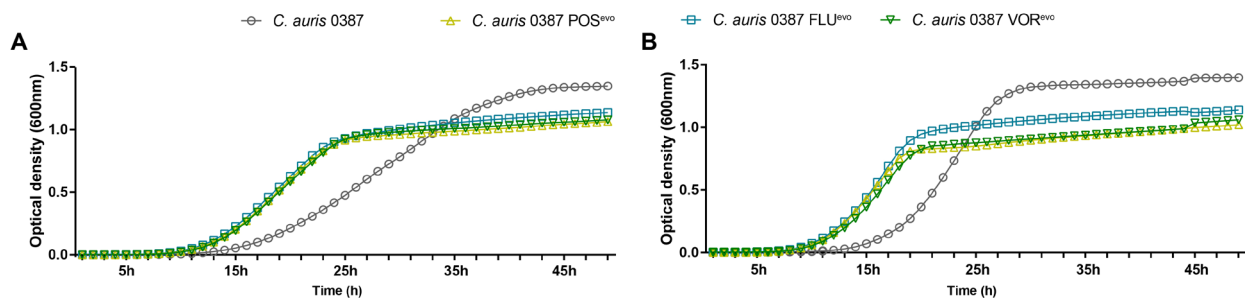 C. auris 0387
C. auris 0387 POSᵉᵛᵒ
C. auris 0387 FLUᵉᵛᵒ
C. auris 0387 VORᵉᵛᵒ
A
Optical density (600nm)
1.5
1.0
0.5
0.0
5h 15h 25h 35h 45h
Time (h)
B
Optical density (600nm)
1.5
1.0
0.5
0.0
5h 15h 25h 35h 45h
Time (h)